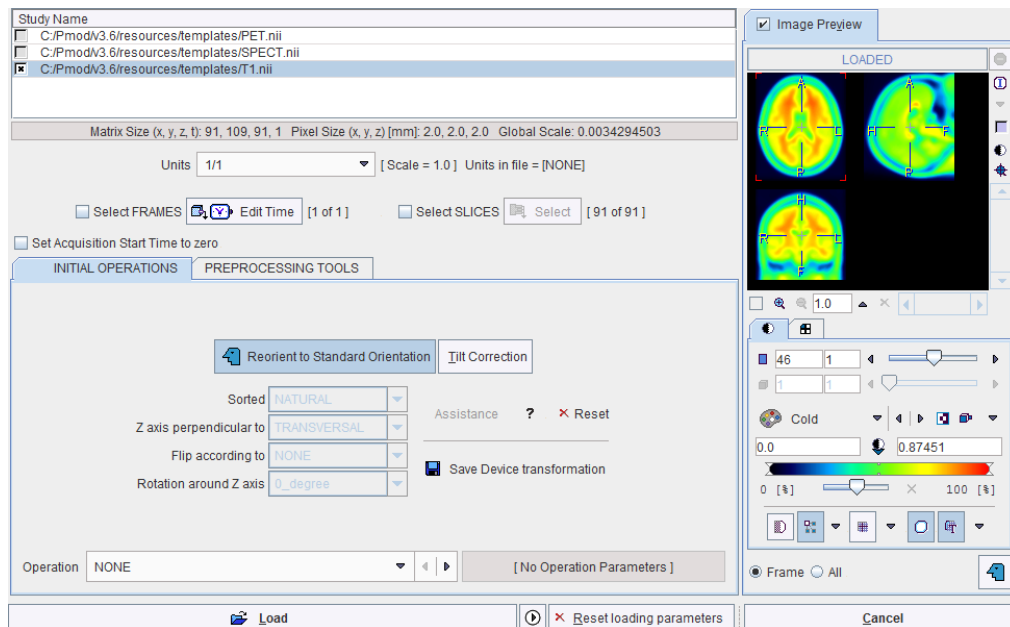 Study Name
C:/Pmod/v3.6/resources/templates/PET.nii
C:/Pmod/v3.6/resources/templates/SPECT.nii
C:/Pmod/v3.6/resources/templates/T1.nii
Matrix Size (x, y, z, t): 91, 109, 91, 1 Pixel Size (x, y, z) [mm]: 2.0, 2.0, 2.0 Global Scale: 0.0034294503
Units 1/1 [ Scale = 1.0 ] Units in file = [NONE]
Select FRAMES Edit Time [1 of 1 ] Select SLICES Select [ 91 of 91 ]
Set Acquisition Start Time to zero
INITIAL OPERATIONS PREPROCESSING TOOLS
Reorient to Standard Orientation Tilt Correction
Sorted NATURAL
Z axis perpendicular to TRANSVERSAL
Flip according to NONE
Rotation around Z axis 0_degree
Assistance ? Reset
Save Device transformation
Operation NONE [ No Operation Parameters ]
Load Reset loading parameters Cancel
Image Preview
LOADED
A A
R L H F
P P
H
R L
F
1.0
46 1
1 1
Cold
0.0 0.87451
0 [%] 100 [%]
Frame All